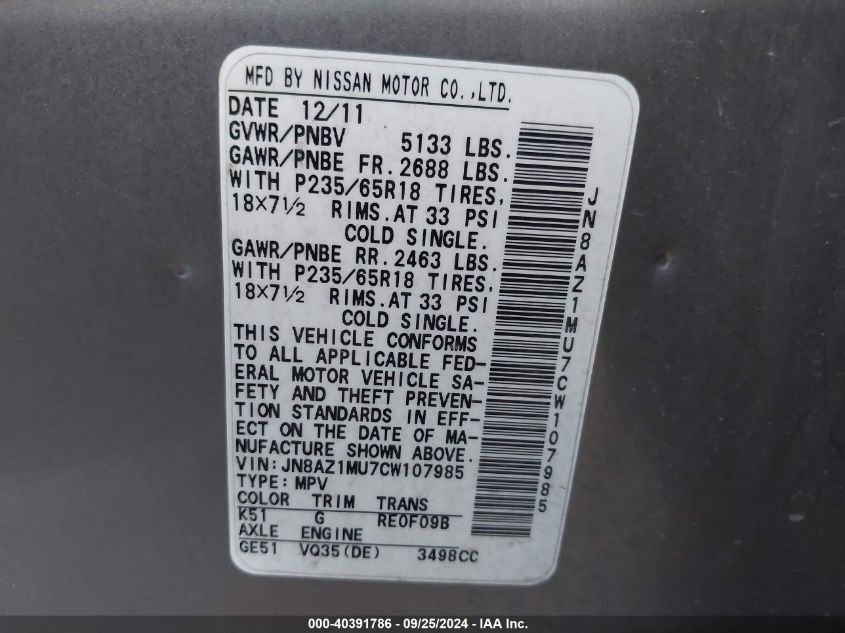 MFD BY NISSAN MOTOR CO.,LTD.
DATE 12/11
GVWR/PNBV 5133 LBS.
GAWR/PNBE FR.2688 LBS.
WITH P235/65R18 TIRES,
18×7½ RIMS.AT 33 PSI
COLD SINGLE.
GAWR/PNBE RR.2463 LBS.
WITH P235/65R18 TIRES,
18×7½ RIMS.AT 33 PSI
COLD SINGLE.
THIS VEHICLE CONFORMS
TO ALL APPLICABLE FED-
ERAL MOTOR VEHICLE SA-
FETY AND THEFT PREVEN-
TION STANDARDS IN EFF-
ECT ON THE DATE OF MA-
NUFACTURE SHOWN ABOVE.
VIN:JN8AZ1MU7CW107985
TYPE:MPV
COLOR TRIM TRANS
K51 G RE0F09B
AXLE ENGINE
GE51 VQ35(DE) 3498CC
JN8AZ1MU7CW107985
000-40391786 - 09/25/2024 - IAA Inc.